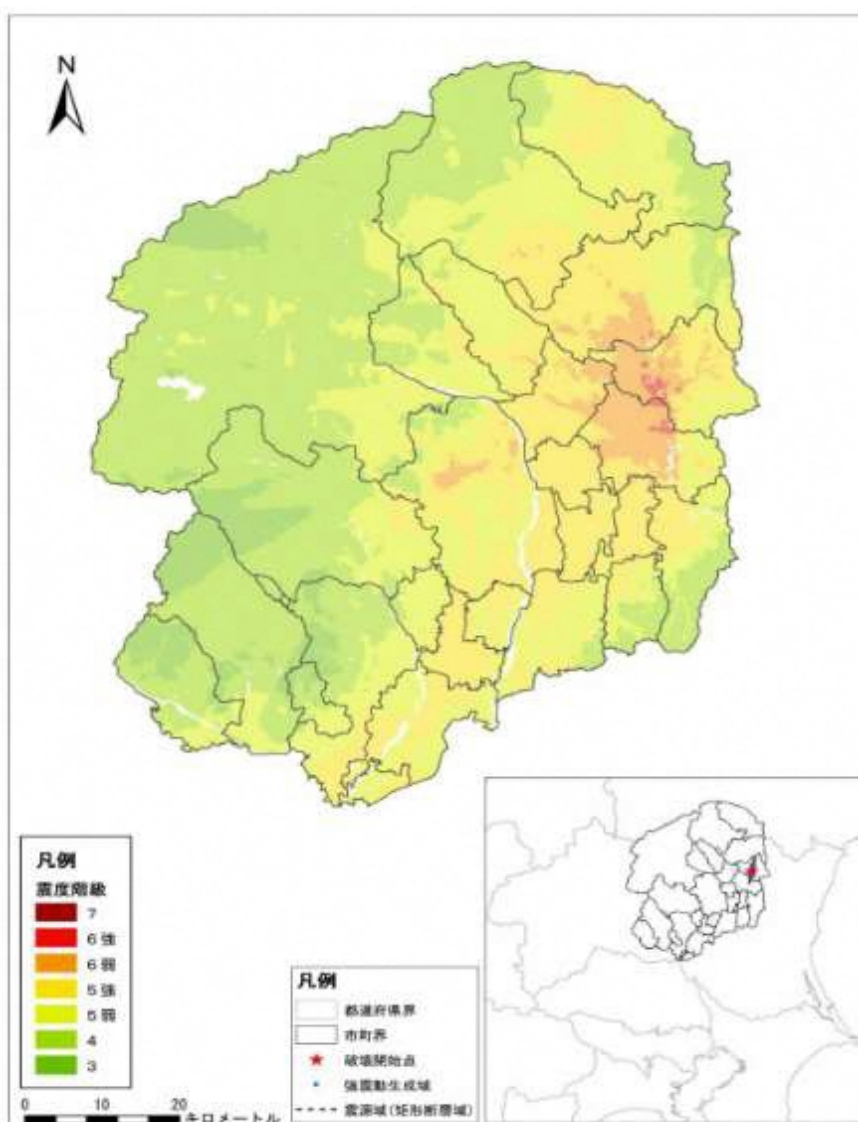 N
凡例
震度階級
7
6強
6弱
5強
5弱
4
3
0 10 20
キロメートル
凡例
都道府県界
市町界
破壊開始点
強震動生成域
震源域(矩形断層域)